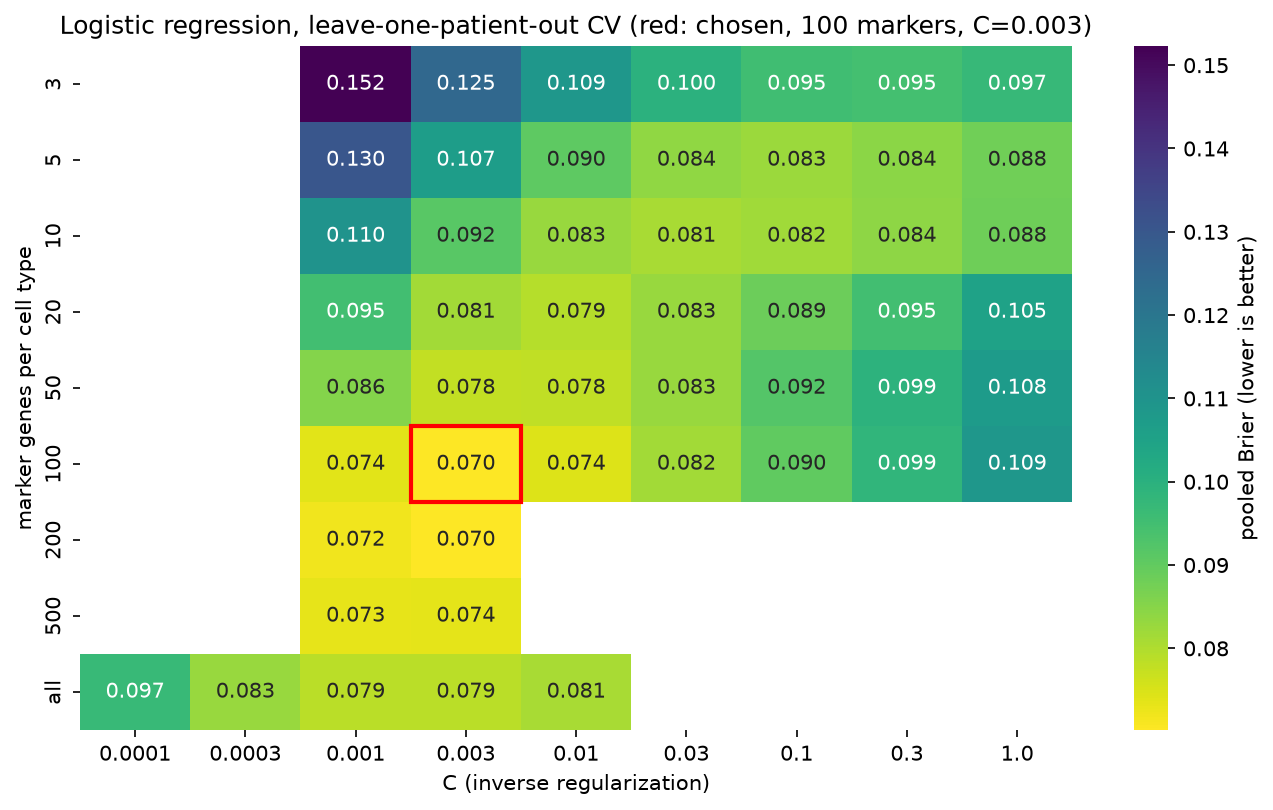 Logistic regression, leave-one-patient-out CV (red: chosen, 100 markers, C=0.003)
marker genes per cell type
3 0.152 0.125 0.109 0.100 0.095 0.095 0.097
5 0.130 0.107 0.090 0.084 0.083 0.084 0.088
10 0.110 0.092 0.083 0.081 0.082 0.084 0.088
20 0.095 0.081 0.079 0.083 0.089 0.095 0.105
50 0.086 0.078 0.078 0.083 0.092 0.099 0.108
100 0.074 0.070 0.074 0.082 0.090 0.099 0.109
200 0.072 0.070
500 0.073 0.074
all 0.097 0.083 0.079 0.079 0.081
0.0001 0.0003 0.001 0.003 0.01 0.03 0.1 0.3 1.0
C (inverse regularization)
0.15
0.14
0.13
0.12
0.11
0.10
0.09
0.08
pooled Brier (lower is better)